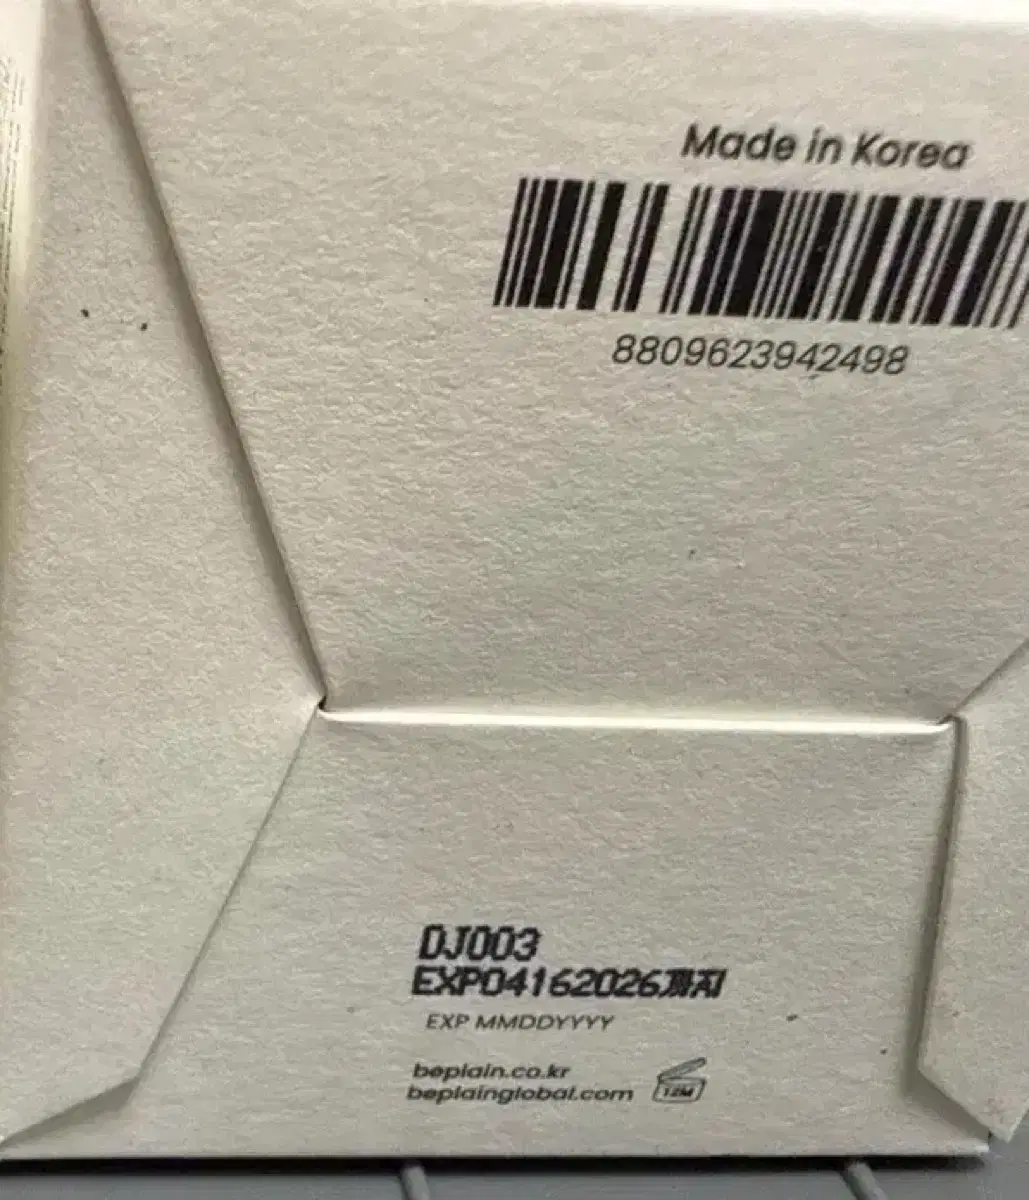 Made in Korea
8809623942498
DJ003
EXP04162026까지
EXP MMDDYYYY
beplain.co.kr
beplainglobal.com
12M